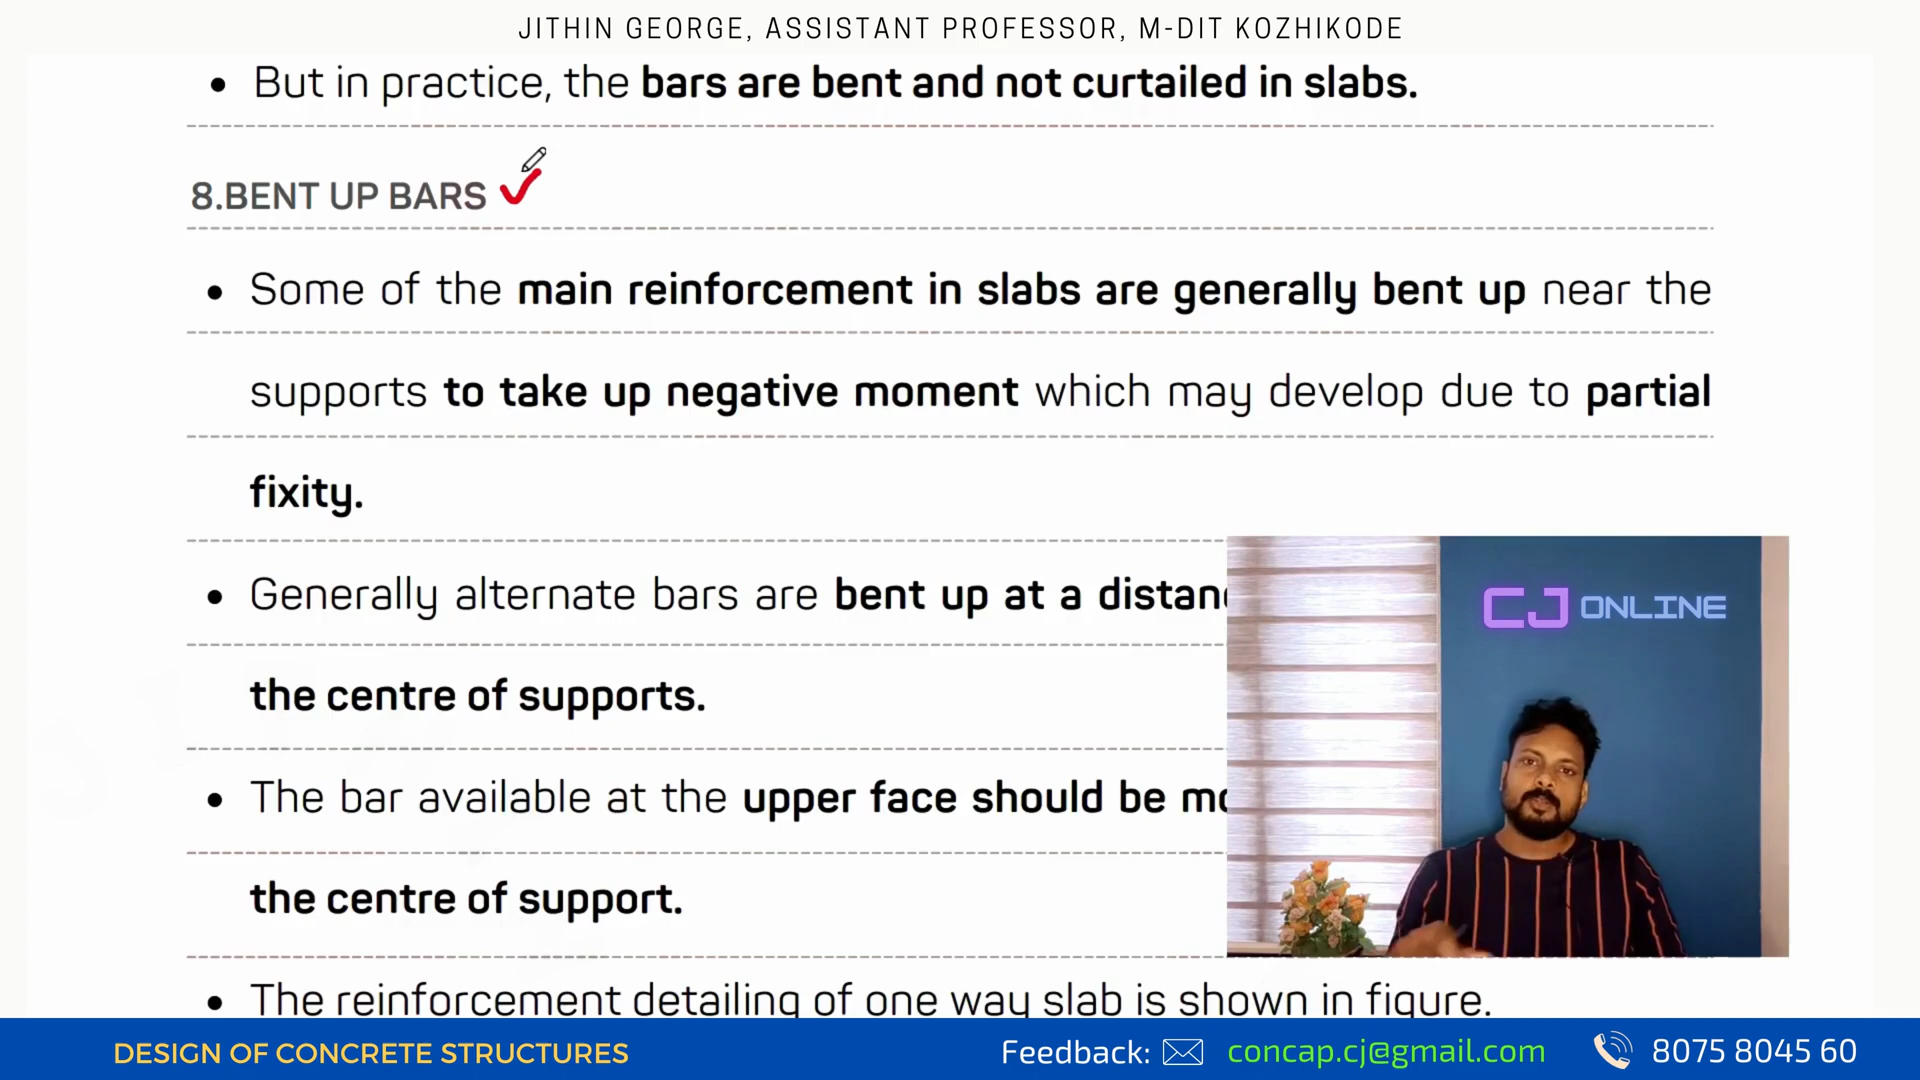 JITHIN GEORGE, ASSISTANT PROFESSOR, M-DIT KOZHIKODE
• But in practice, the bars are bent and not curtailed in slabs.
8.BENT UP BARS
• Some of the main reinforcement in slabs are generally bent up near the
supports to take up negative moment which may develop due to partial
fixity.
• Generally alternate bars are bent up at a
the centre of supports.
• The bar available at the upper face should be
the centre of support.
• The reinforcement detailing of one way slab is shown in figure.
CJ ONLINE
DESIGN OF CONCRETE STRUCTURES
Feedback: concap.cj@gmail.com 8075 8045 60